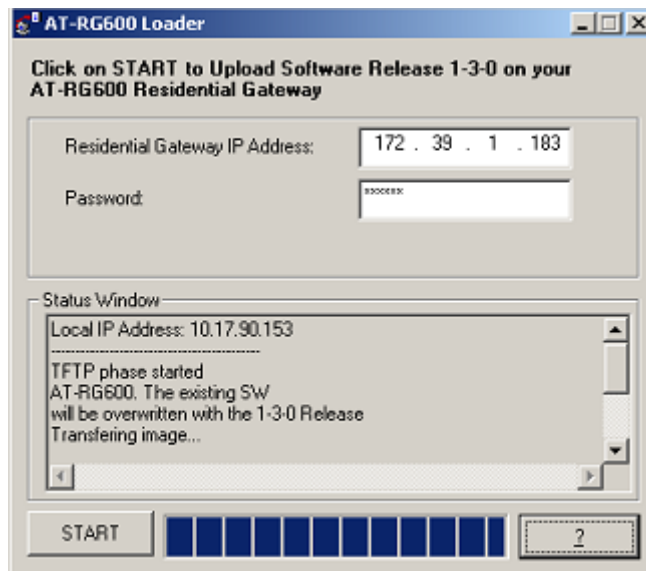 AT-RG600 Loader
Click on START to Upload Software Release 1-3-0 on your
AT-RG600 Residential Gateway
Residential Gateway IP Address: 172 . 39 . 1 . 183
Password: xxxxxxx
Status Window
Local IP Address: 10.17.90.153
------------------------------------------------
TFTP phase started
AT-RG600. The existing SW
will be overwritten with the 1-3-0 Release
Transfering image...
START
?